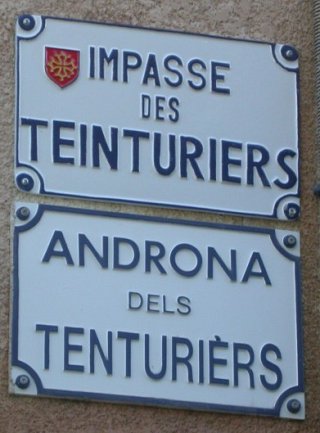 IMPASSE
DES
TEINTURIERS
ANDRONA
DELS
TENTURIÈRS